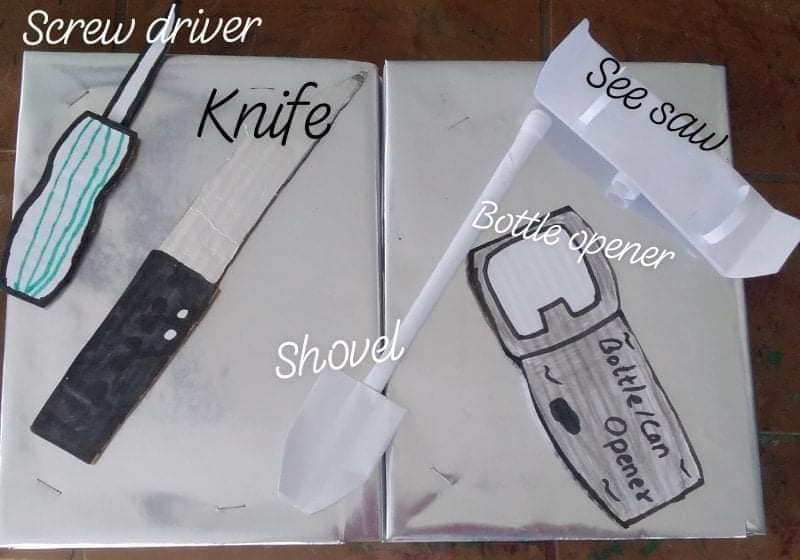 Screw driver
Knife
See saw
Bottle opener
Shovel
Bottle/Can
Opener